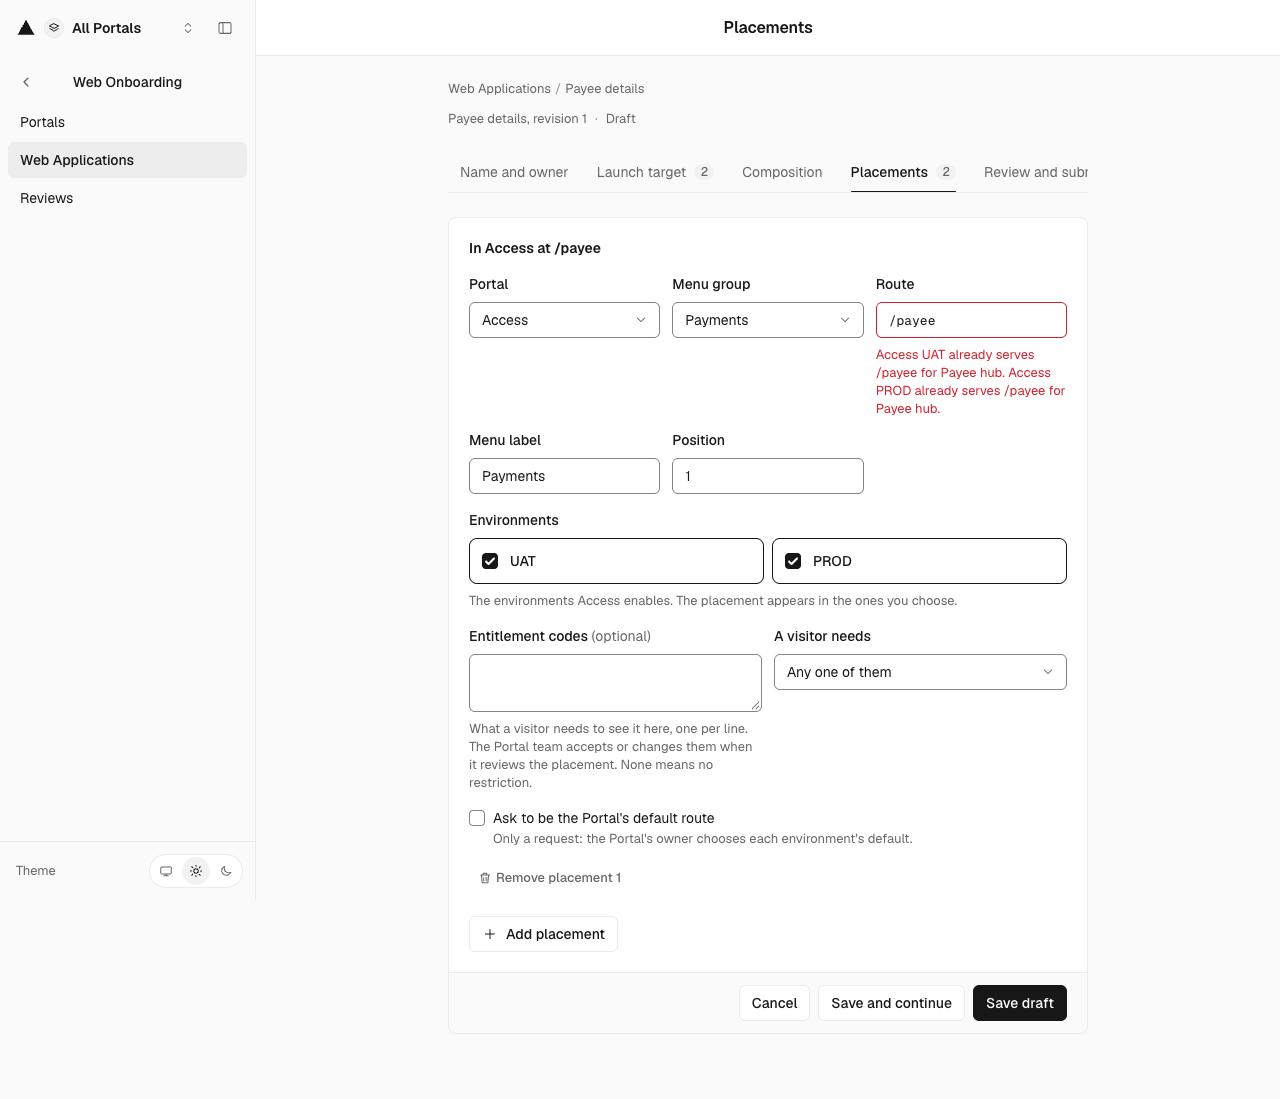 All Portals
Placements
Web Onboarding
Portals
Web Applications
Reviews
Theme
Web Applications / Payee details
Payee details, revision 1 · Draft
Name and owner
Launch target 2
Composition
Placements 2
Review and subr
In Access at /payee
Portal
Menu group
Route
Access
Payments
/payee
Access UAT already serves
/payee for Payee hub. Access
PROD already serves /payee for
Payee hub.
Menu label
Position
Payments
1
Environments
UAT
PROD
The environments Access enables. The placement appears in the ones you choose.
Entitlement codes (optional)
A visitor needs
Any one of them
What a visitor needs to see it here, one per line.
The Portal team accepts or changes them when
it reviews the placement. None means no
restriction.
Ask to be the Portal's default route
Only a request: the Portal's owner chooses each environment's default.
Remove placement 1
Add placement
Cancel
Save and continue
Save draft